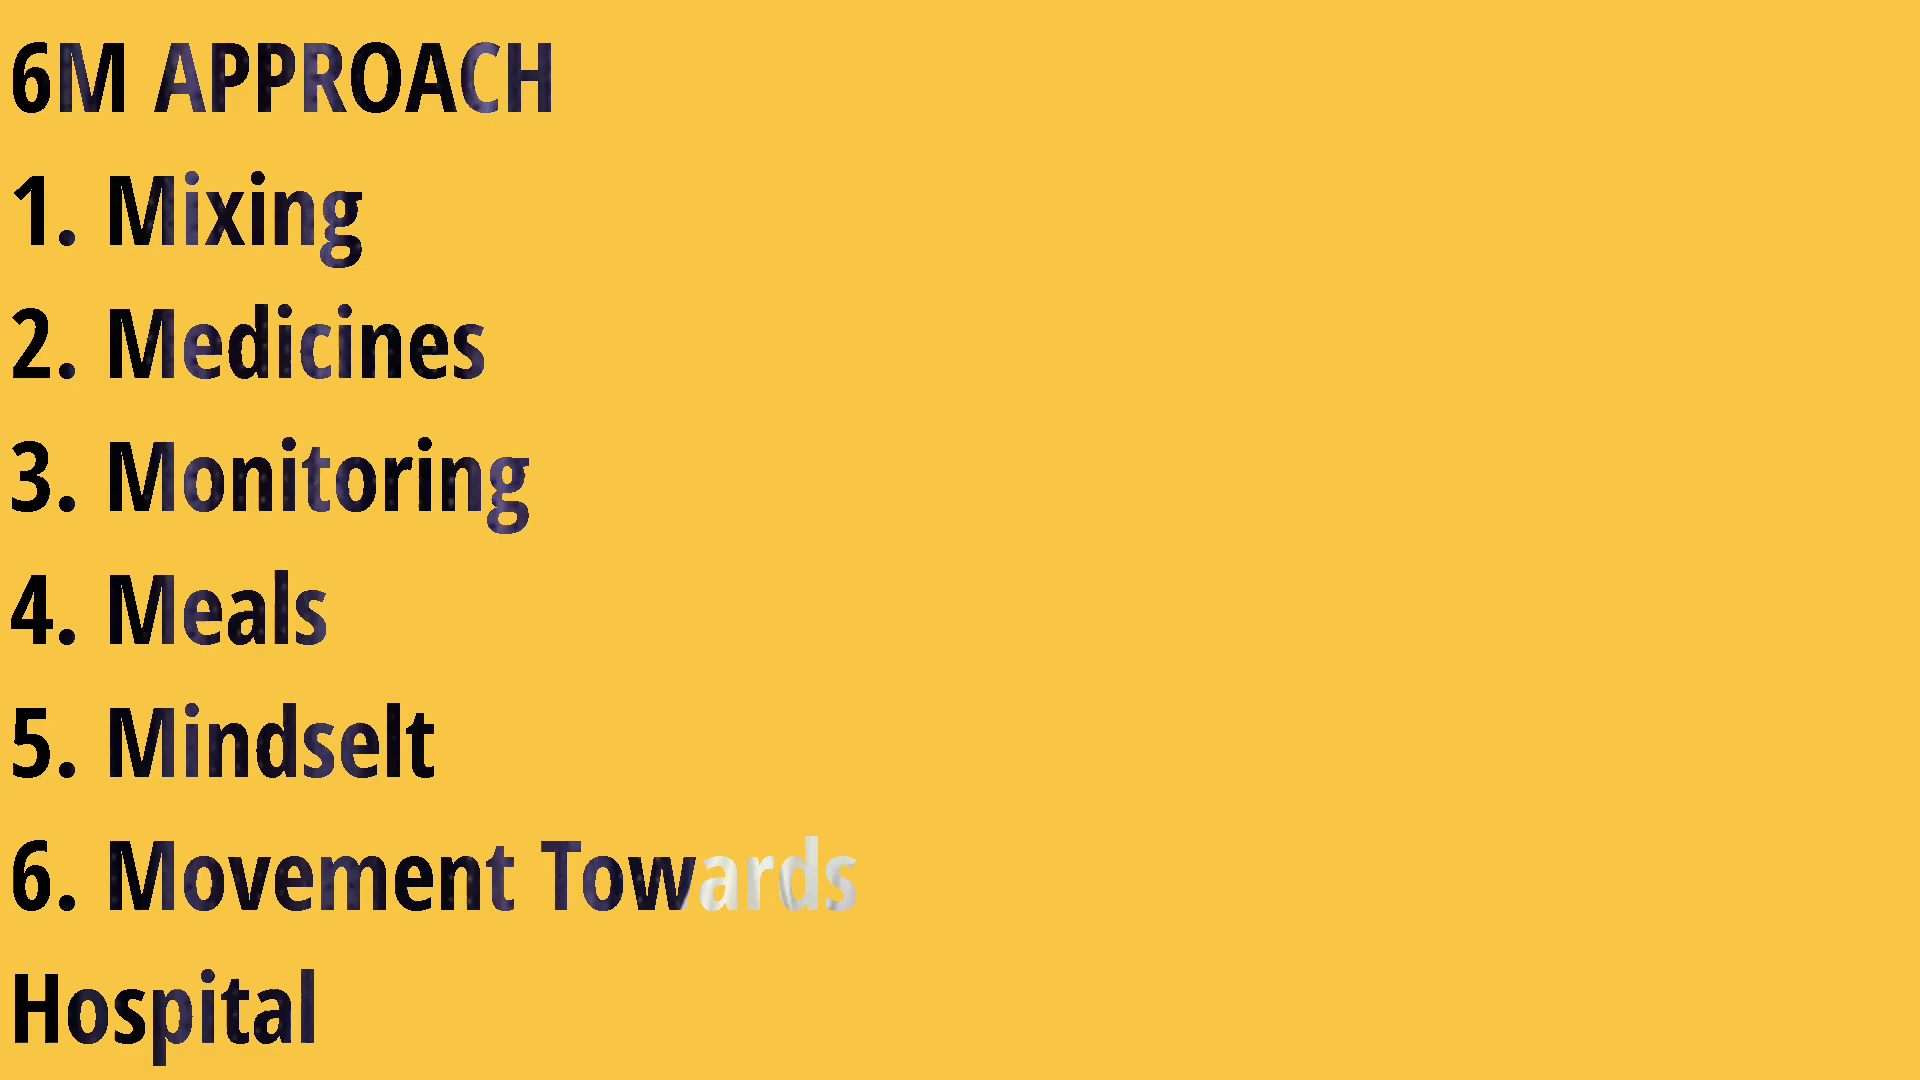 6M APPROACH
1. Mixing
2. Medicines
3. Monitoring
4. Meals
5. Mindselt
6. Movement Towards
Hospital